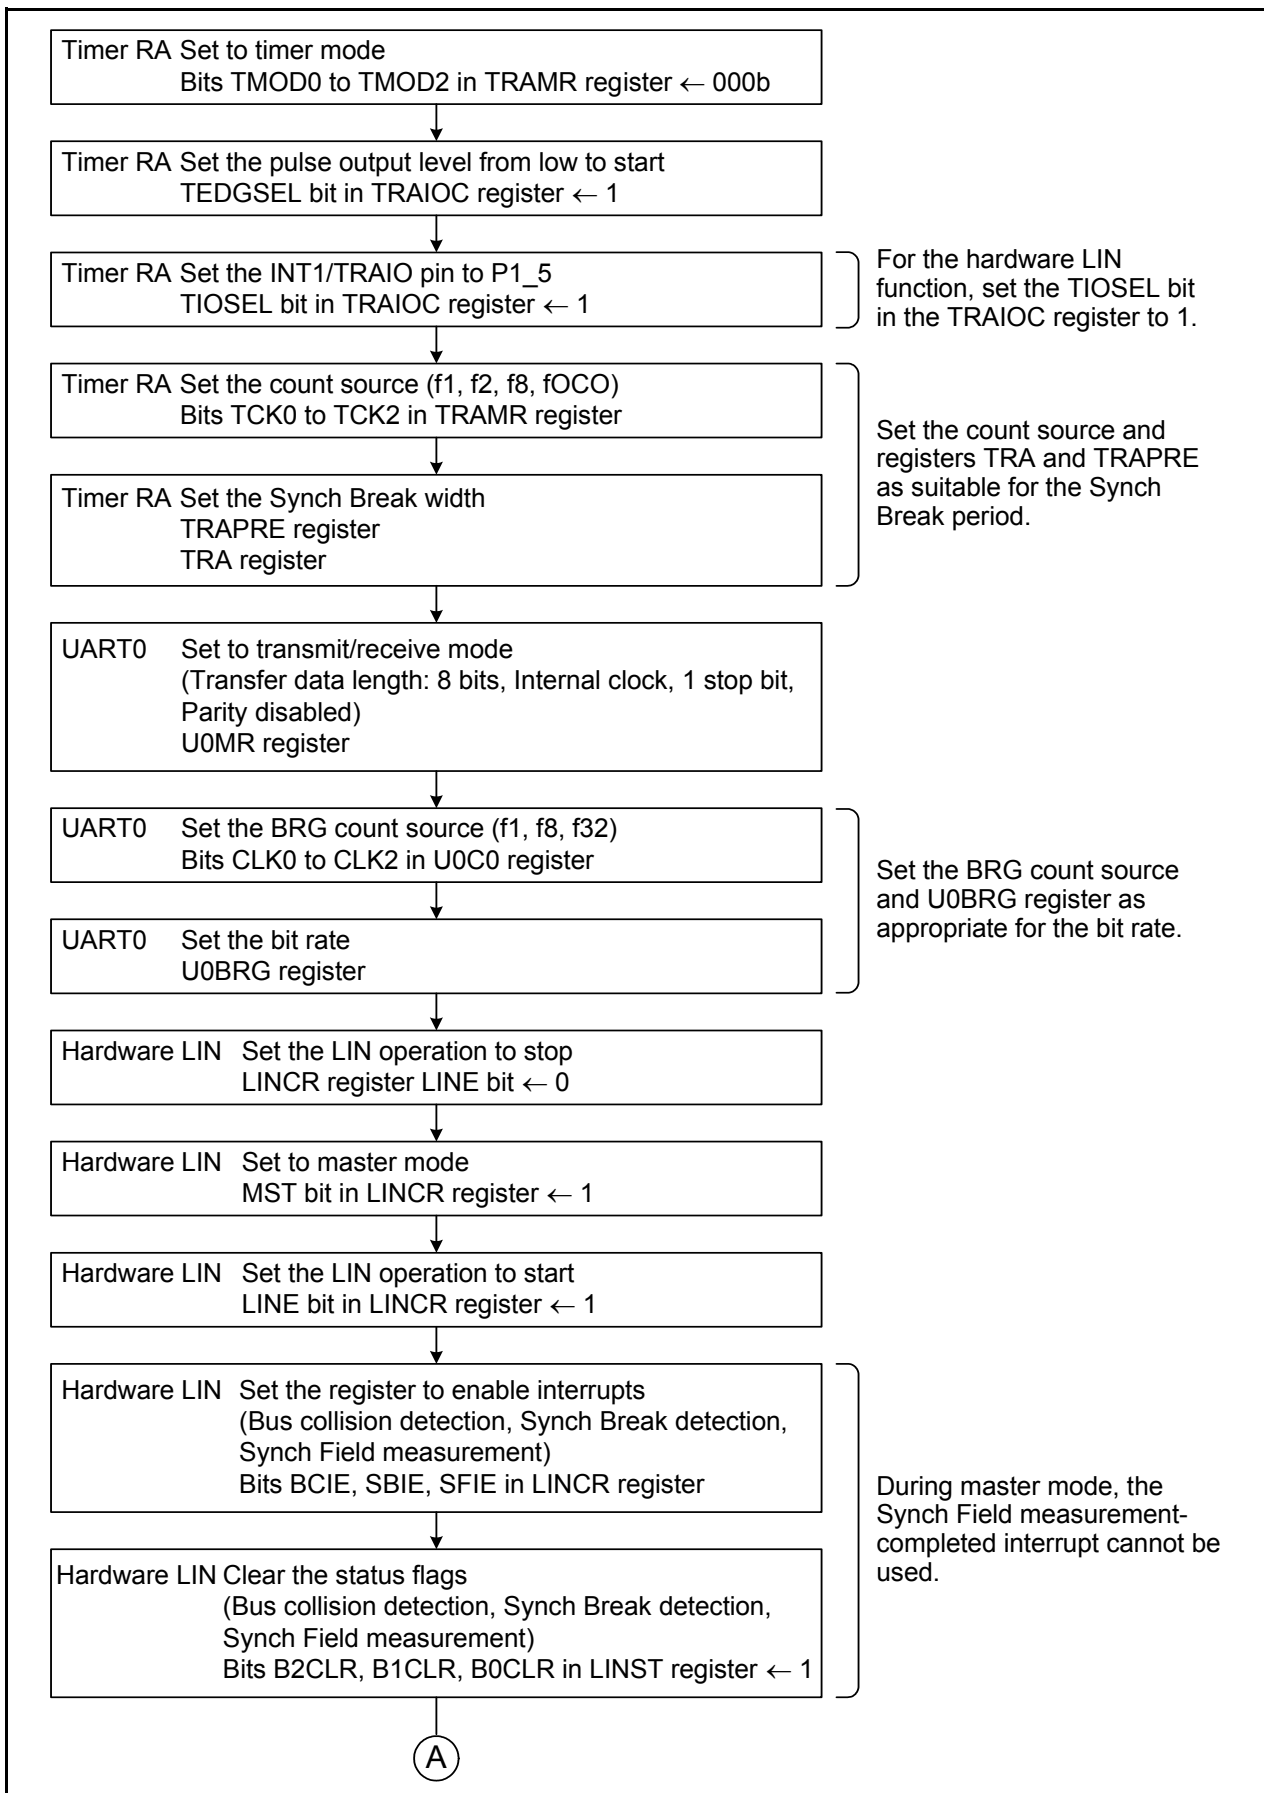 Timer RA Set to timer mode
Bits TMOD0 to TMOD2 in TRAMR register ← 000b
Timer RA Set the pulse output level from low to start
TEDGSEL bit in TRAIOC register ← 1
Timer RA Set the INT1/TRAIO pin to P1_5
TIOSEL bit in TRAIOC register ← 1
For the hardware LIN
function, set the TIOSEL bit
in the TRAIOC register to 1.
Timer RA Set the count source (f1, f2, f8, fOCO)
Bits TCK0 to TCK2 in TRAMR register
Timer RA Set the Synch Break width
TRAPRE register
TRA register
Set the count source and
registers TRA and TRAPRE
as suitable for the Synch
Break period.
UART0 Set to transmit/receive mode
(Transfer data length: 8 bits, Internal clock, 1 stop bit,
Parity disabled)
U0MR register
UART0 Set the BRG count source (f1, f8, f32)
Bits CLK0 to CLK2 in U0C0 register
UART0 Set the bit rate
U0BRG register
Set the BRG count source
and U0BRG register as
appropriate for the bit rate.
Hardware LIN Set the LIN operation to stop
LINCR register LINE bit ← 0
Hardware LIN Set to master mode
MST bit in LINCR register ← 1
Hardware LIN Set the LIN operation to start
LINE bit in LINCR register ← 1
Hardware LIN Set the register to enable interrupts
(Bus collision detection, Synch Break detection,
Synch Field measurement)
Bits BCIE, SBIE, SFIE in LINCR register
Hardware LIN Clear the status flags
(Bus collision detection, Synch Break detection,
Synch Field measurement)
Bits B2CLR, B1CLR, B0CLR in LINST register ← 1
During master mode, the
Synch Field measurement-
completed interrupt cannot be
used.
A